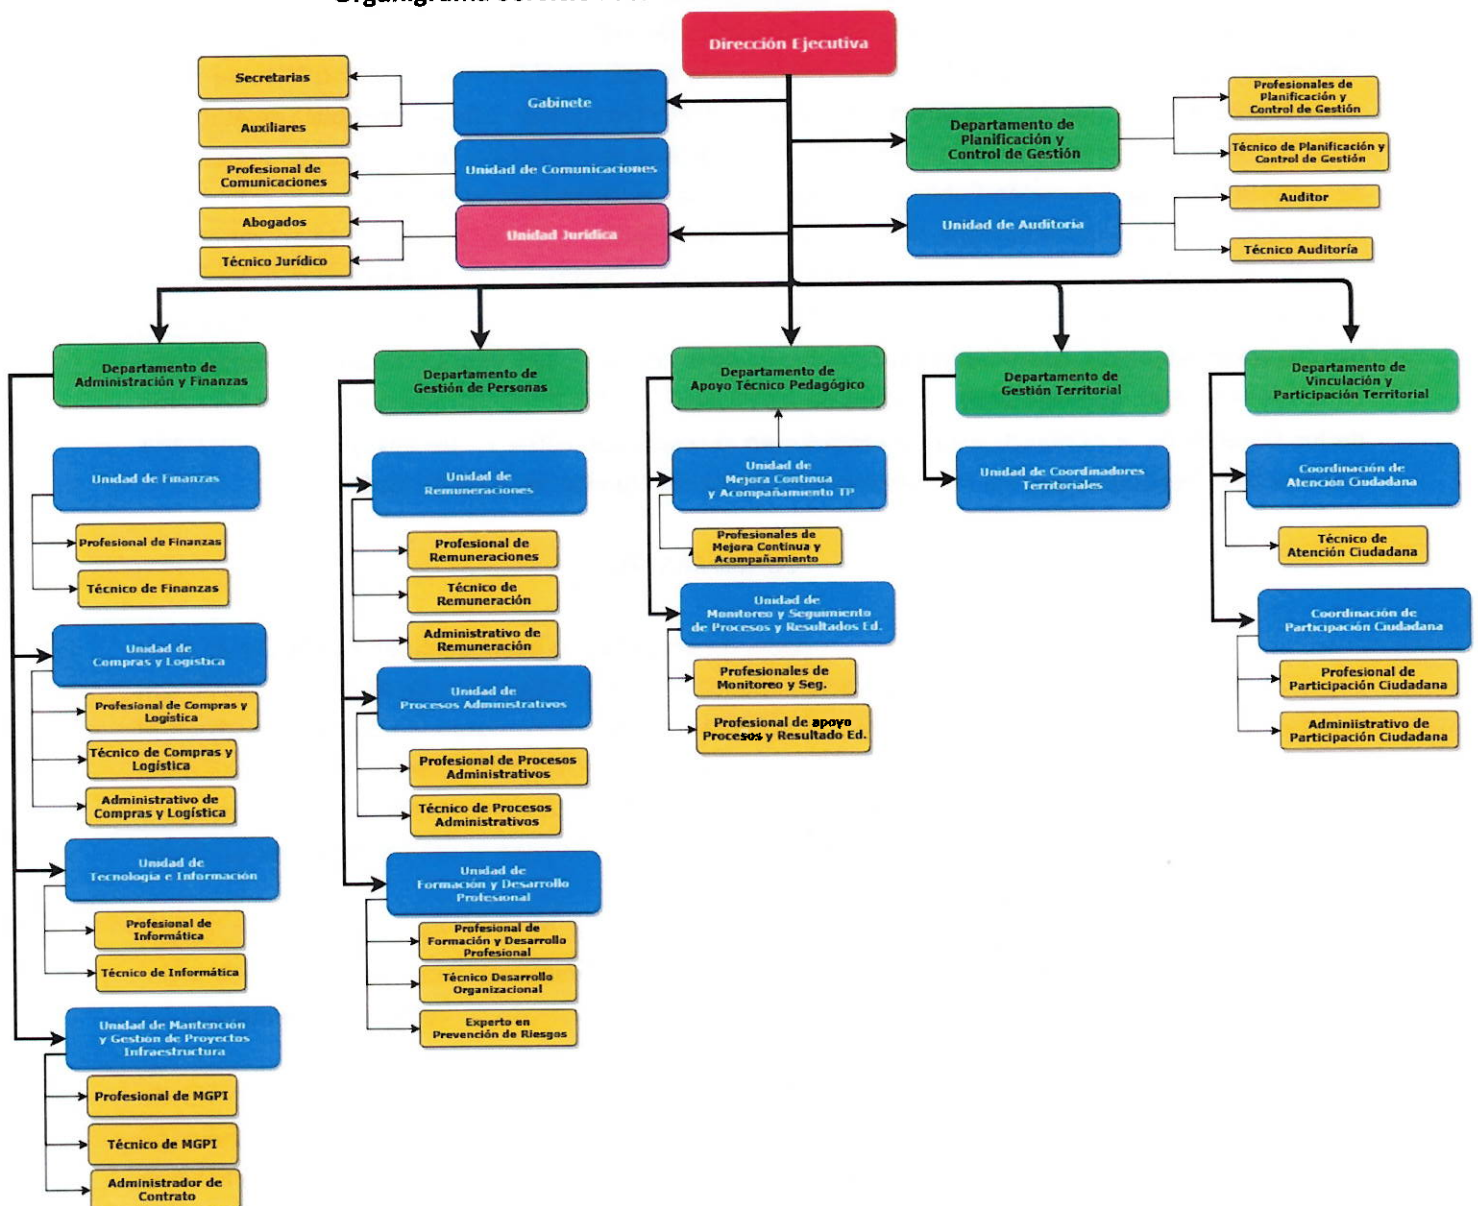 Dirección Ejecutiva
Secretarias
Auxiliares
Gabinete
Profesional de
Comunicaciones
Unidad de Comunicaciones
Abogados
Técnico Jurídico
Unidad Jurídica
Departamento de
Planificación y
Control de Gestión
Profesionales de
Planificación y
Control de Gestión
Técnico de Planificación y
Control de Gestión
Unidad de Auditoría
Auditor
Técnico Auditoría
Departamento de
Administración y Finanzas
Unidad de Finanzas
Profesional de Finanzas
Técnico de Finanzas
Unidad de
Compras y Logística
Profesional de Compras y
Logística
Técnico de Compras y
Logística
Administrativo de
Compras y Logística
Unidad de
Tecnología e Información
Profesional de
Informática
Técnico de Informática
Unidad de Mantención
y Gestión de Proyectos
Infraestructura
Profesional de MGPI
Técnico de MGPI
Administrador de
Contrato
Departamento de
Gestión de Personas
Unidad de
Remuneraciones
Profesional de
Remuneraciones
Técnico de
Remuneración
Administrativo de
Remuneración
Unidad de
Procesos Administrativos
Profesional de Procesos
Administrativos
Técnico de Procesos
Administrativos
Unidad de
Formación y Desarrollo
Profesional
Profesional de
Formación y Desarrollo
Profesional
Técnico Desarrollo
Organizacional
Experto en
Prevención de Riesgos
Departamento de
Apoyo Técnico Pedagógico
Unidad de
Mejora Continua
y Acompañamiento TP
Profesionales de
Mejora Continua y
Acompañamiento
Unidad de
Monitoreo y Seguimiento
de Procesos y Resultados Ed.
Profesionales de
Monitoreo y Seg.
Profesional de apoyo
Procesos y Resultado Ed.
Departamento de
Gestión Territorial
Unidad de Coordinadores
Territoriales
Departamento de
Vinculación y
Participación Territorial
Coordinación de
Atención Ciudadana
Técnico de
Atención Ciudadana
Coordinación de
Participación Ciudadana
Profesional de
Participación Ciudadana
Adminiistrativo de
Participación Ciudadana